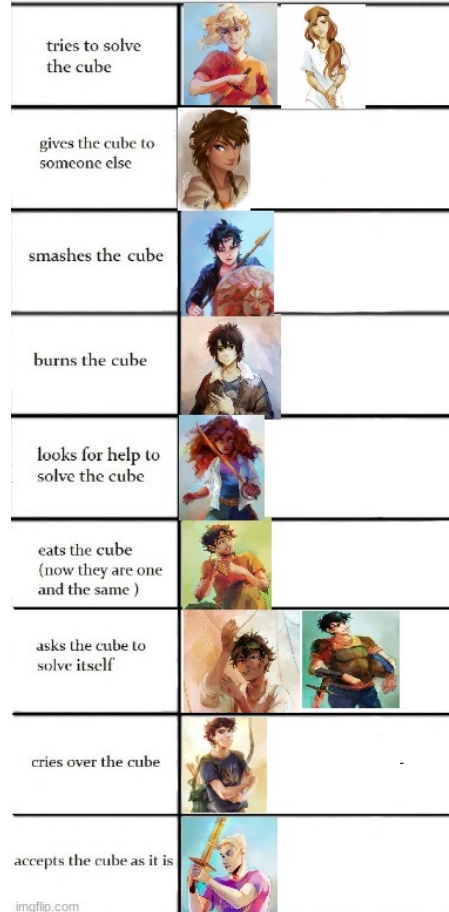 tries to solve
the cube
gives the cube to
someone else
smashes the cube
burns the cube
looks for help to
solve the cube
eats the cube
(now they are one
and the same )
asks the cube to
solve itself
cries over the cube
accepts the cube as it is
imgflip.com